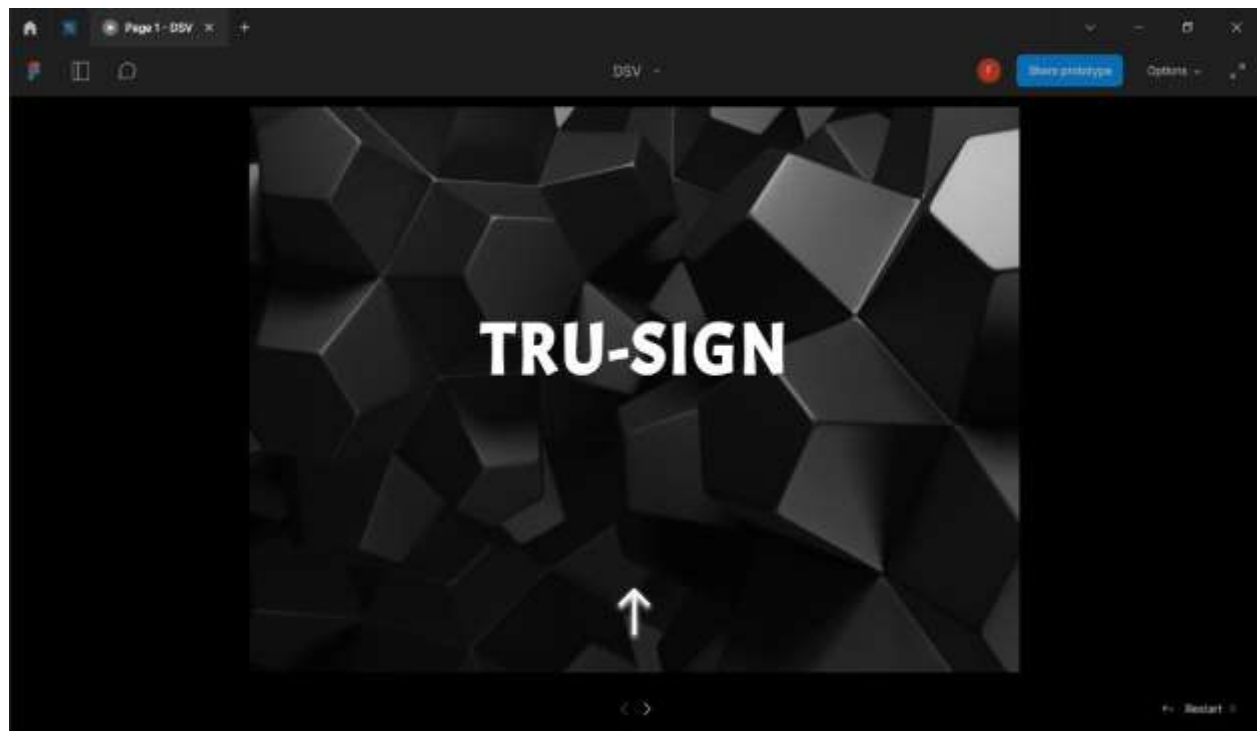 Page 1 - DSV
DSV
Share prototype
Options
TRU-SIGN
Restart